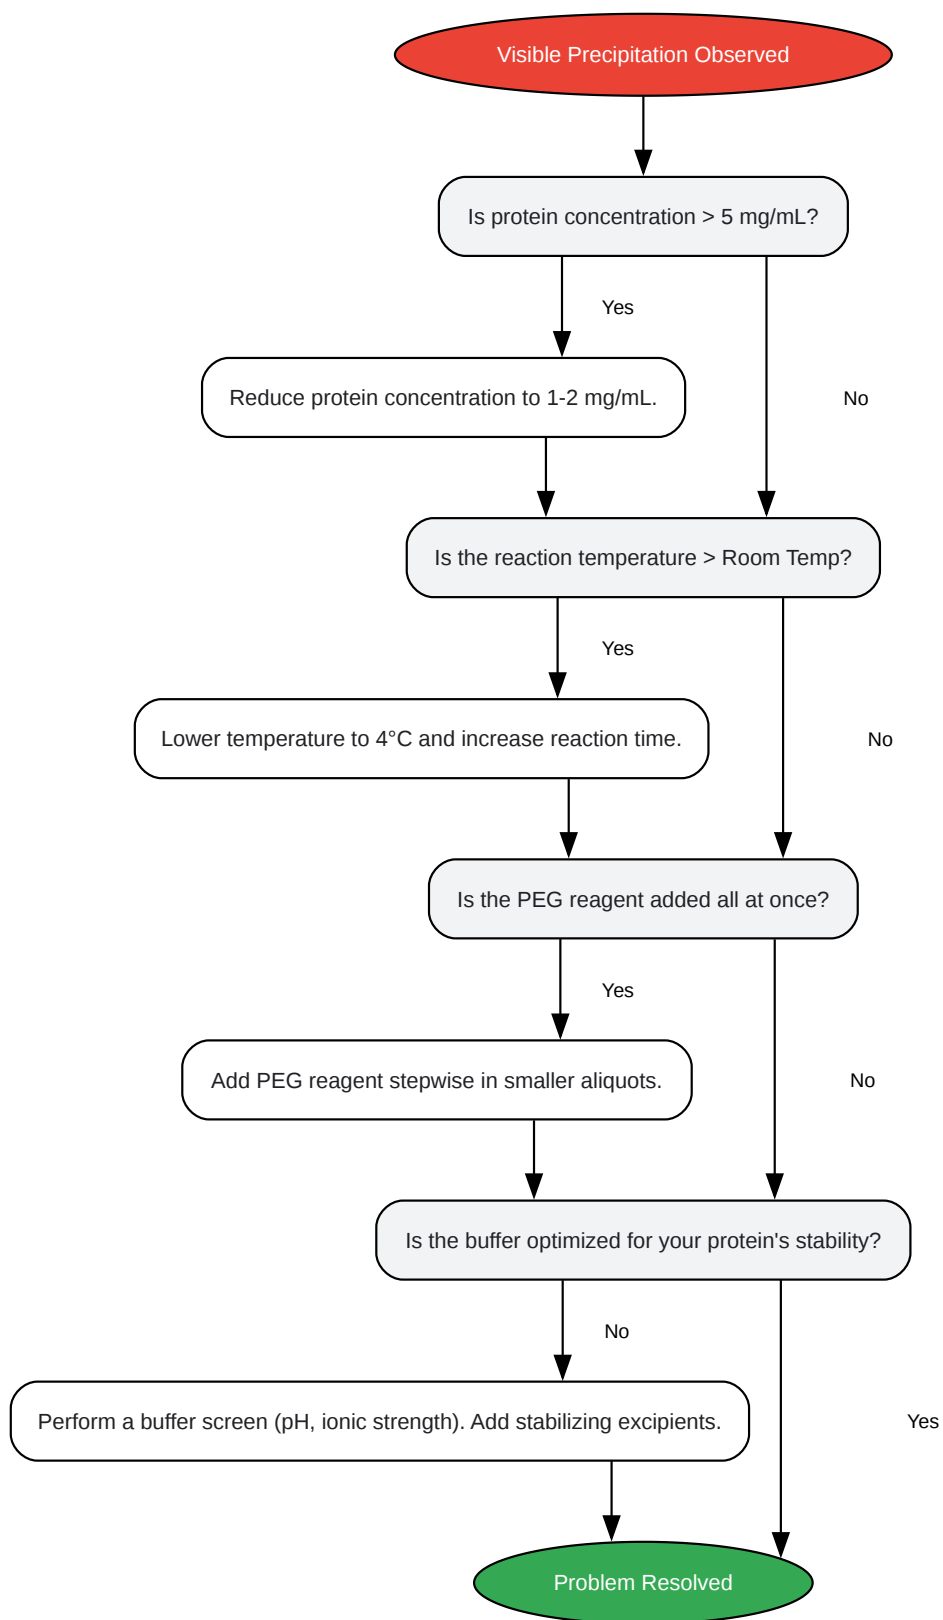 Visible Precipitation Observed
Is protein concentration > 5 mg/mL?
Yes
Reduce protein concentration to 1-2 mg/mL.
No
Is the reaction temperature > Room Temp?
Yes
Lower temperature to 4°C and increase reaction time.
No
Is the PEG reagent added all at once?
Yes
Add PEG reagent stepwise in smaller aliquots.
No
Is the buffer optimized for your protein's stability?
No
Perform a buffer screen (pH, ionic strength). Add stabilizing excipients.
Yes
Problem Resolved